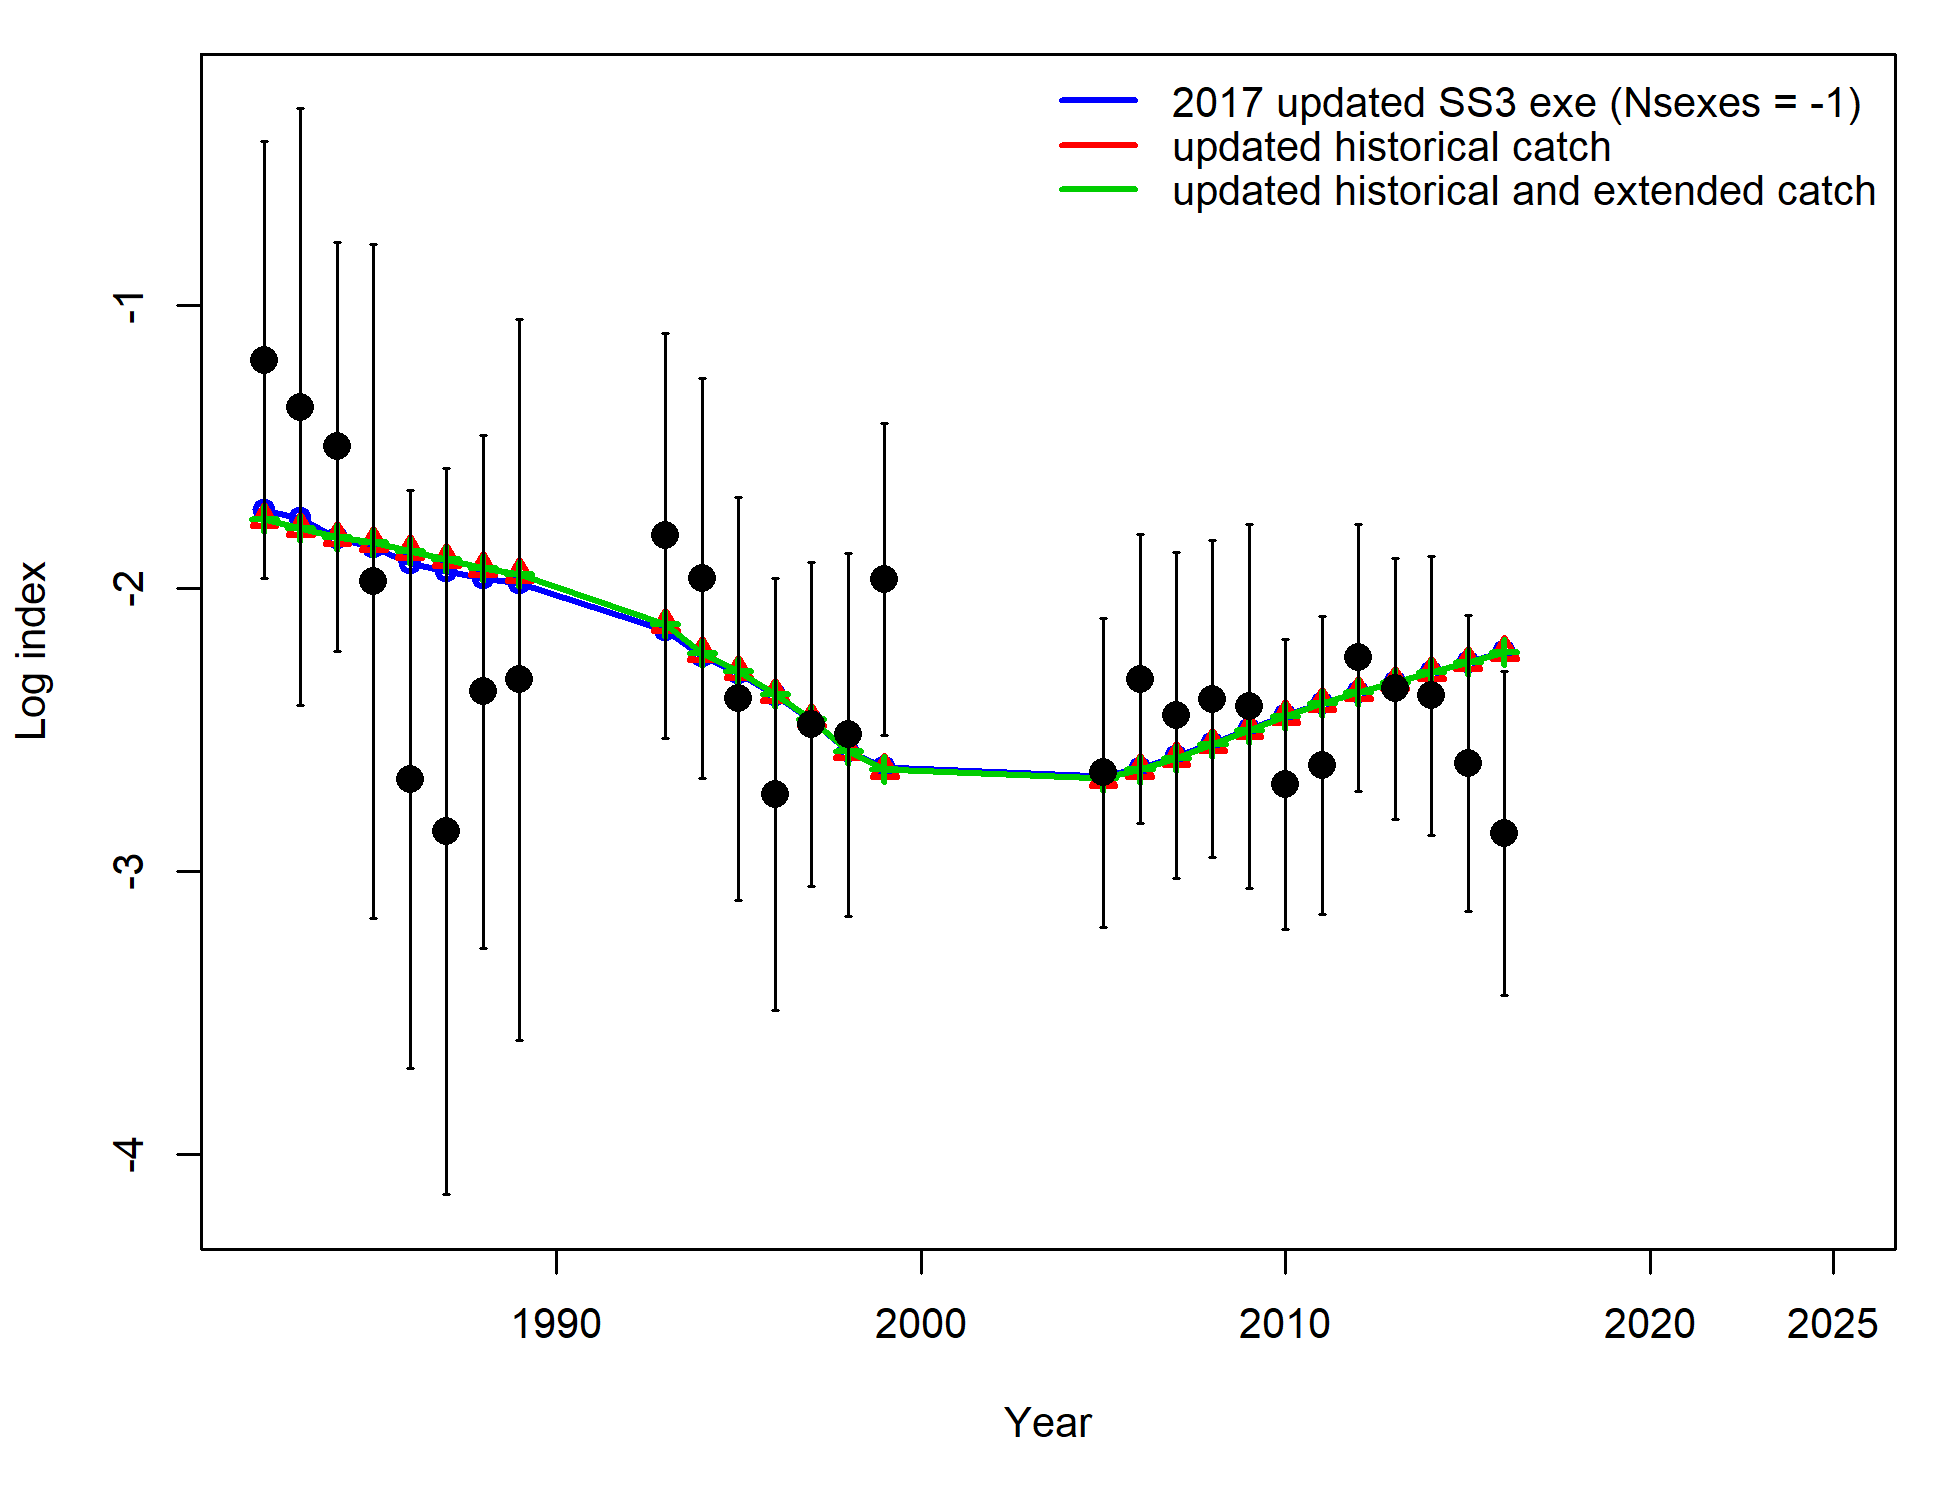 2017 updated SS3 exe (Nsexes = -1)
updated historical catch
updated historical and extended catch
Log index
-1
-2
-3
-4
1990
2000
2010
2020
2025
Year